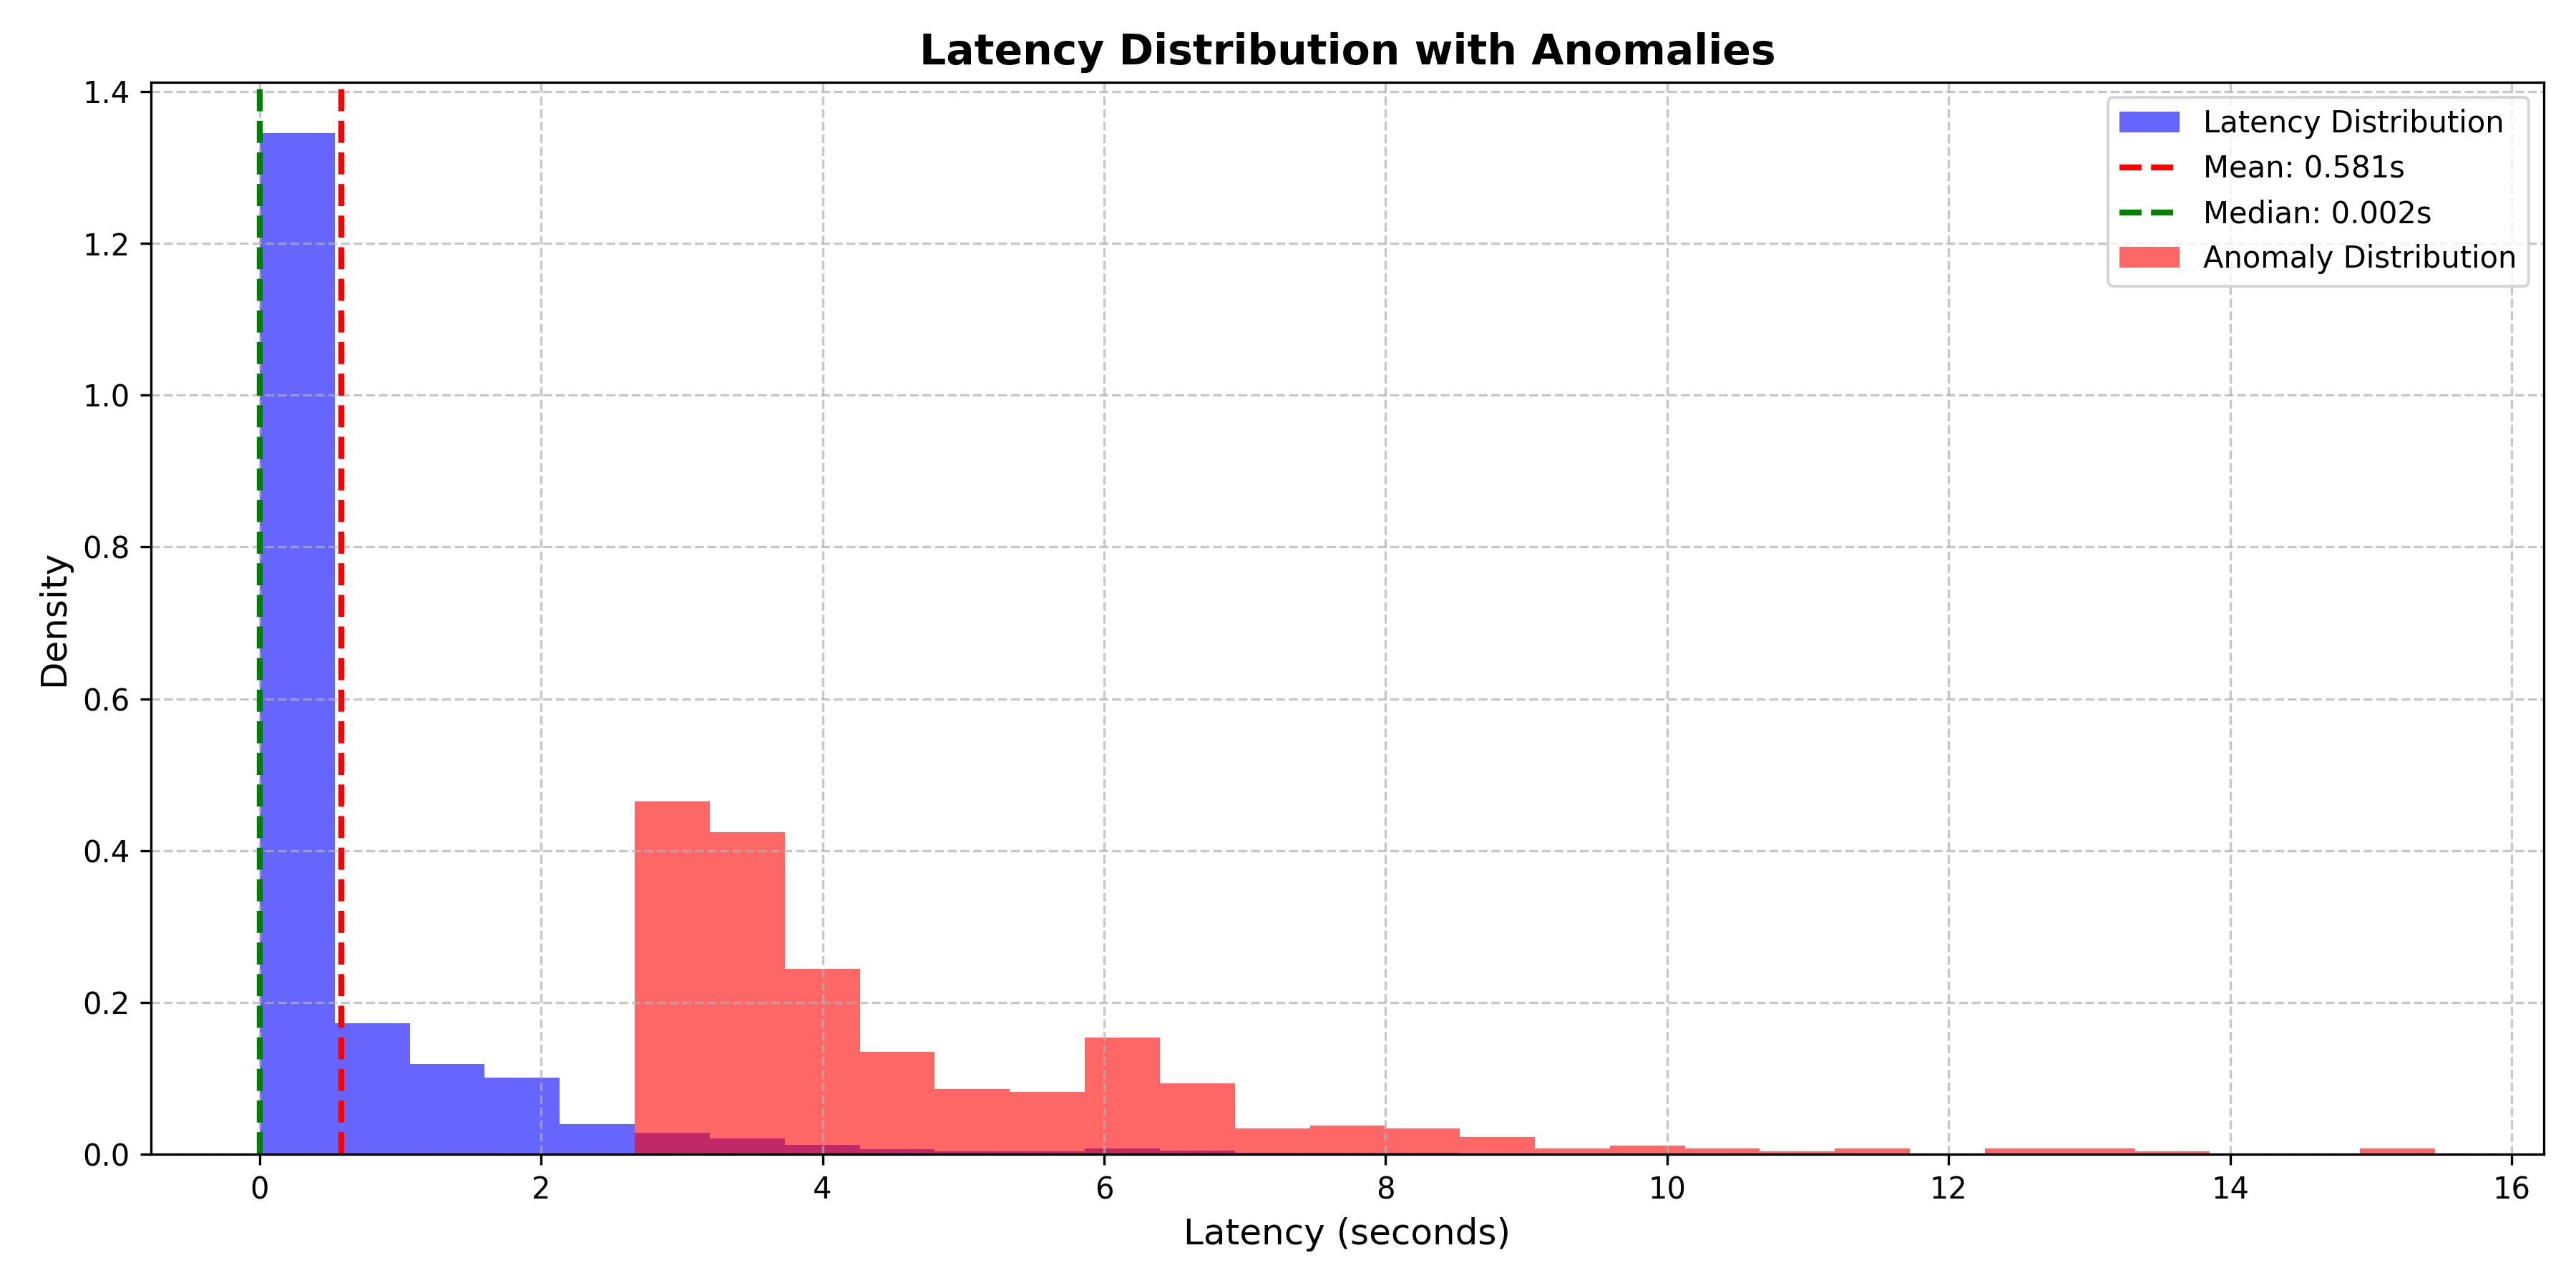 Latency Distribution with Anomalies
1.4
1.2
1.0
0.8
0.6
0.4
0.2
0.0
Density
Latency Distribution
Mean: 0.581s
Median: 0.002s
Anomaly Distribution
0 2 4 6 8 10 12 14 16
Latency (seconds)